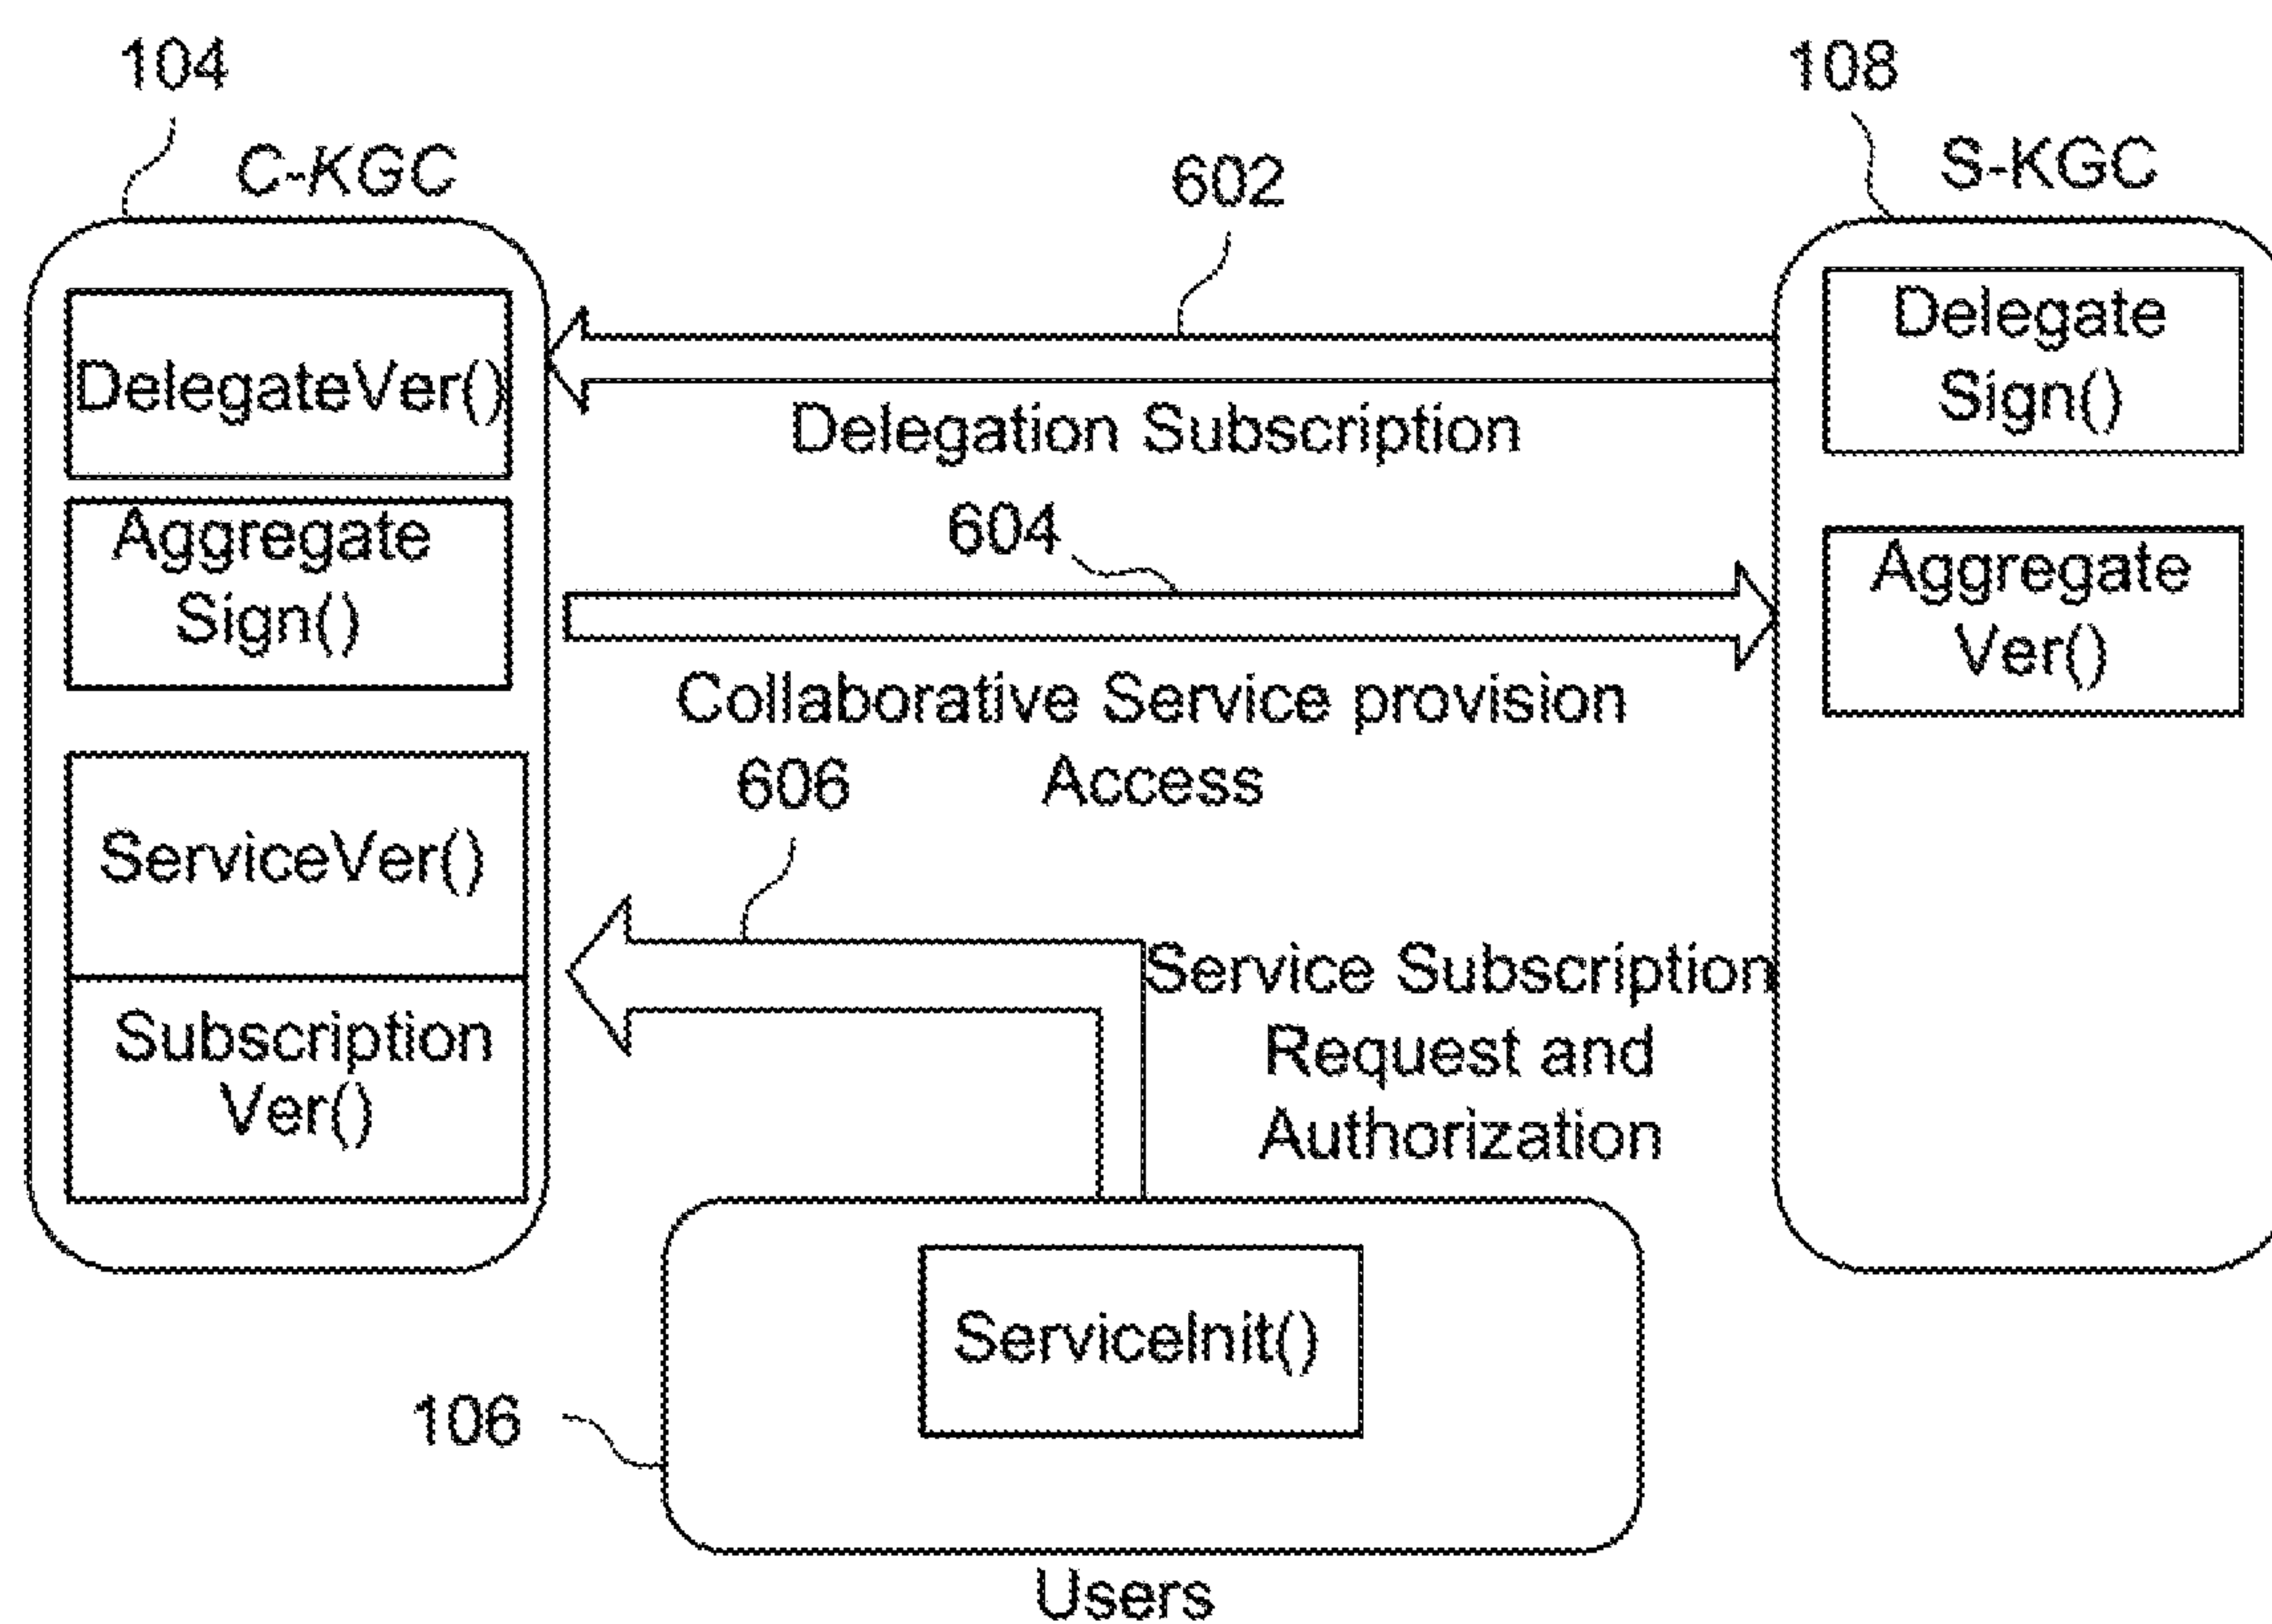 104
108
C-KGC
S-KGC
602
DelegateVer()
Delegate
Sign()
Delegation Subscription
Aggregate
Sign()
604
Aggregate
Ver()
Collaborative Service provision
Access
606
ServiceVer()
Subscription
Ver()
Service Subscription
Request and
Authorization
ServiceInit()
106
Users